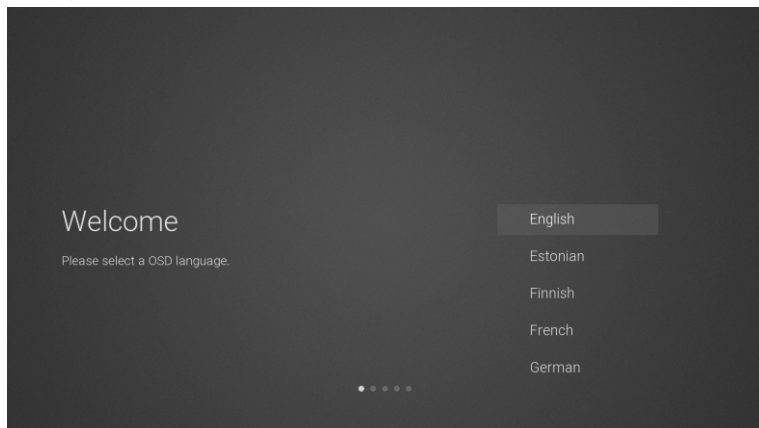 Welcome
Please select a OSD language.
English
Estonian
Finnish
French
German